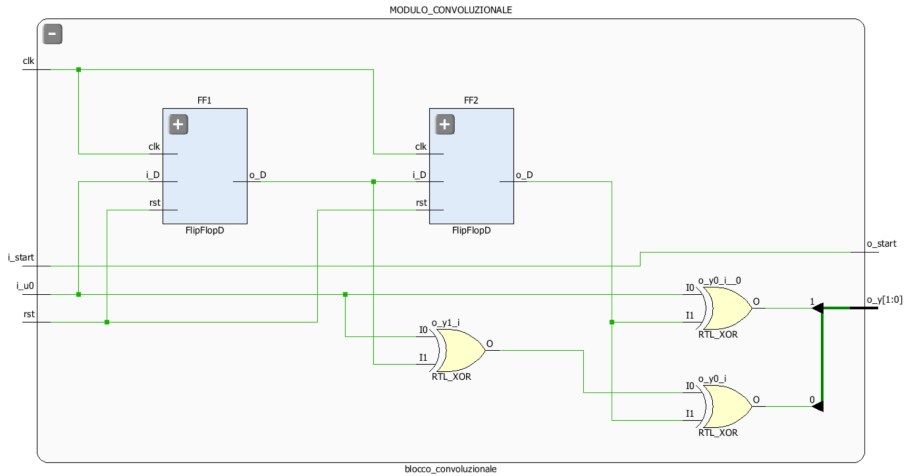 MODULO_CONVOLUZIONALE
clk
FF1
FF2
clk
i_D
o_D
rst
FlipFlopD
clk
i_D
o_D
rst
FlipFlopD
i_start
o_start
i_u0
rst
o_y0_i__0
I0
O
I1
RTL_XOR
1
o_y[1:0]
o_y1_i
I0
O
I1
RTL_XOR
o_y0_i
I0
O
I1
RTL_XOR
0
blocco_convoluzionale